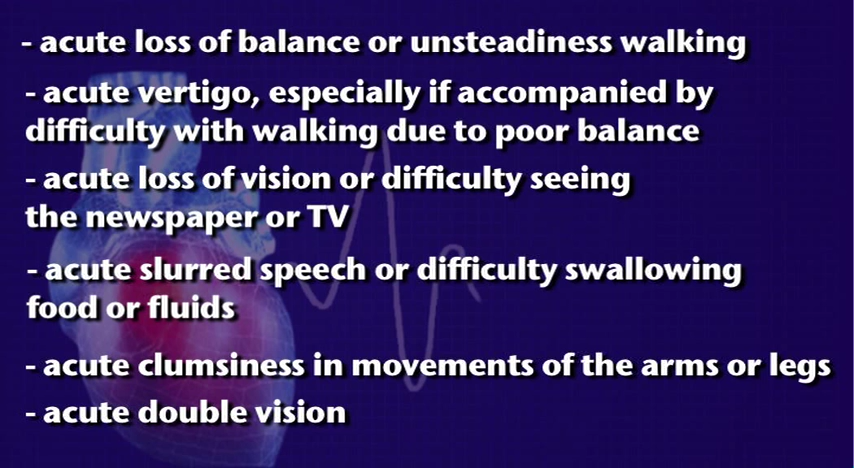 - acute loss of balance or unsteadiness walking
- acute vertigo, especially if accompanied by
difficulty with walking due to poor balance
- acute loss of vision or difficulty seeing
the newspaper or TV
- acute slurred speech or difficulty swallowing
food or fluids
- acute clumsiness in movements of the arms or legs
- acute double vision